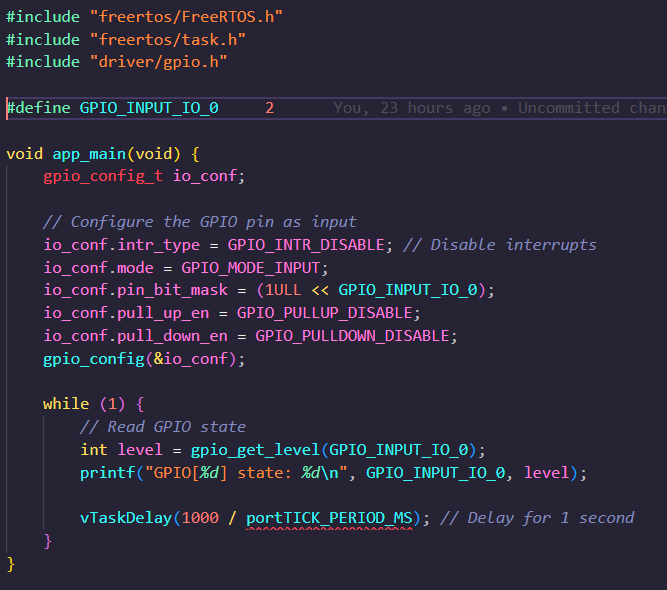 #include "freertos/FreeRTOS.h"
#include "freertos/task.h"
#include "driver/gpio.h"
#define GPIO_INPUT_IO_0     2     You, 23 hours ago • Uncommitted chan
void app_main(void) {
    gpio_config_t io_conf;
    // Configure the GPIO pin as input
    io_conf.intr_type = GPIO_INTR_DISABLE; // Disable interrupts
    io_conf.mode = GPIO_MODE_INPUT;
    io_conf.pin_bit_mask = (1ULL << GPIO_INPUT_IO_0);
    io_conf.pull_up_en = GPIO_PULLUP_DISABLE;
    io_conf.pull_down_en = GPIO_PULLDOWN_DISABLE;
    gpio_config(&io_conf);
    while (1) {
        // Read GPIO state
        int level = gpio_get_level(GPIO_INPUT_IO_0);
        printf("GPIO[%d] state: %d\n", GPIO_INPUT_IO_0, level);
        vTaskDelay(1000 / portTICK_PERIOD_MS); // Delay for 1 second
    }
}